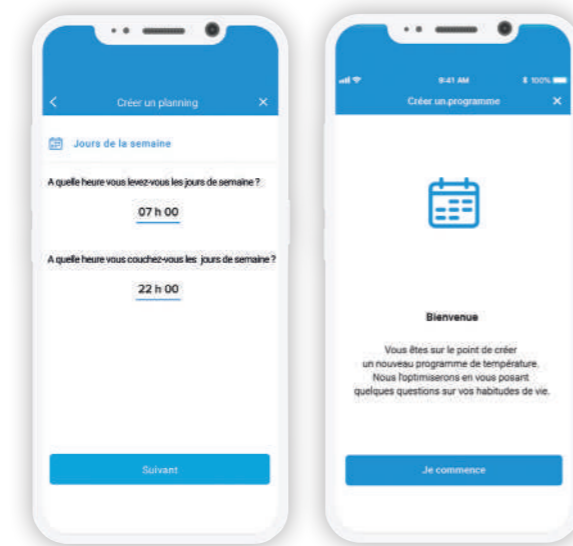 Créer un planning
Jours de la semaine
A quelle heure vous levez-vous les jours de semaine ?
07 h 00
A quelle heure vous couchez-vous les jours de semaine ?
22 h 00
Suivant
9:41 AM
100%
Créer un programme
Bienvenue
Vous êtes sur le point de créer
un nouveau programme de température.
Nous l'optimiserons en vous posant
quelques questions sur vos habitudes de vie.
Je commence